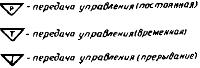 Р - передача управления (постоянная)
Т - передача управления (временная)
- передача управления (прерывание)